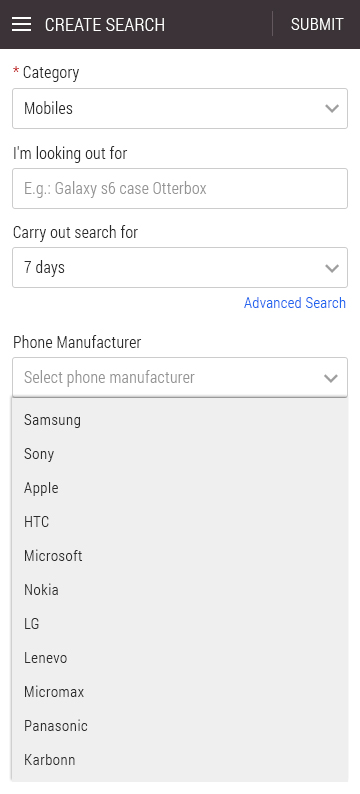 CREATE SEARCH SUBMIT
* Category
Mobiles
I'm looking out for
E.g.: Galaxy s6 case Otterbox
Carry out search for
7 days
Advanced Search
Phone Manufacturer
Select phone manufacturer
Samsung
Sony
Apple
HTC
Microsoft
Nokia
LG
Lenevo
Micromax
Panasonic
Karbonn